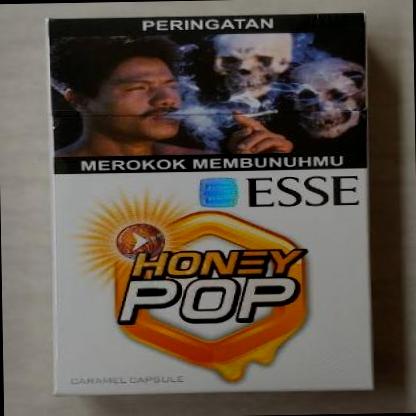 PERINGATAN
MEROKOK MEMBUNUHMU
ESSE
HONEY
POP
CARAMEL CAPSULE